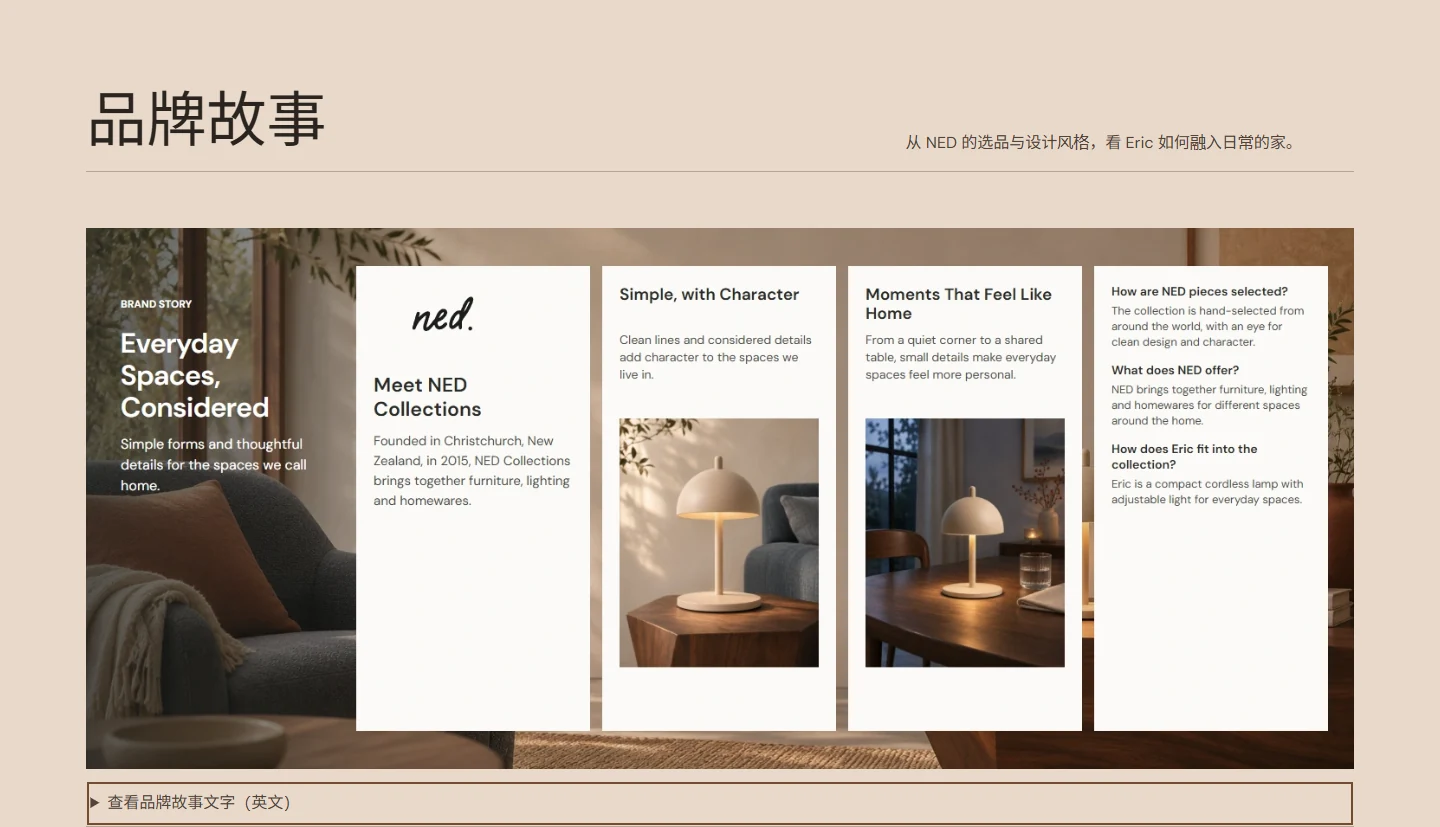 品牌故事
从 NED 的选品与设计风格，看 Eric 如何融入日常的家。
BRAND STORY
Everyday
Spaces,
Considered
Simple forms and thoughtful
details for the spaces we call
home.
ned.
Meet NED
Collections
Founded in Christchurch, New
Zealand, in 2015, NED Collections
brings together furniture, lighting
and homewares.
Simple, with Character
Clean lines and considered details
add character to the spaces we
live in.
Moments That Feel Like
Home
From a quiet corner to a shared
table, small details make everyday
spaces feel more personal.
How are NED pieces selected?
The collection is hand-selected from
around the world, with an eye for
clean design and character.
What does NED offer?
NED brings together furniture, lighting
and homewares for different spaces
around the home.
How does Eric fit into the
collection?
Eric is a compact cordless lamp with
adjustable light for everyday spaces.
查看品牌故事文字（英文）